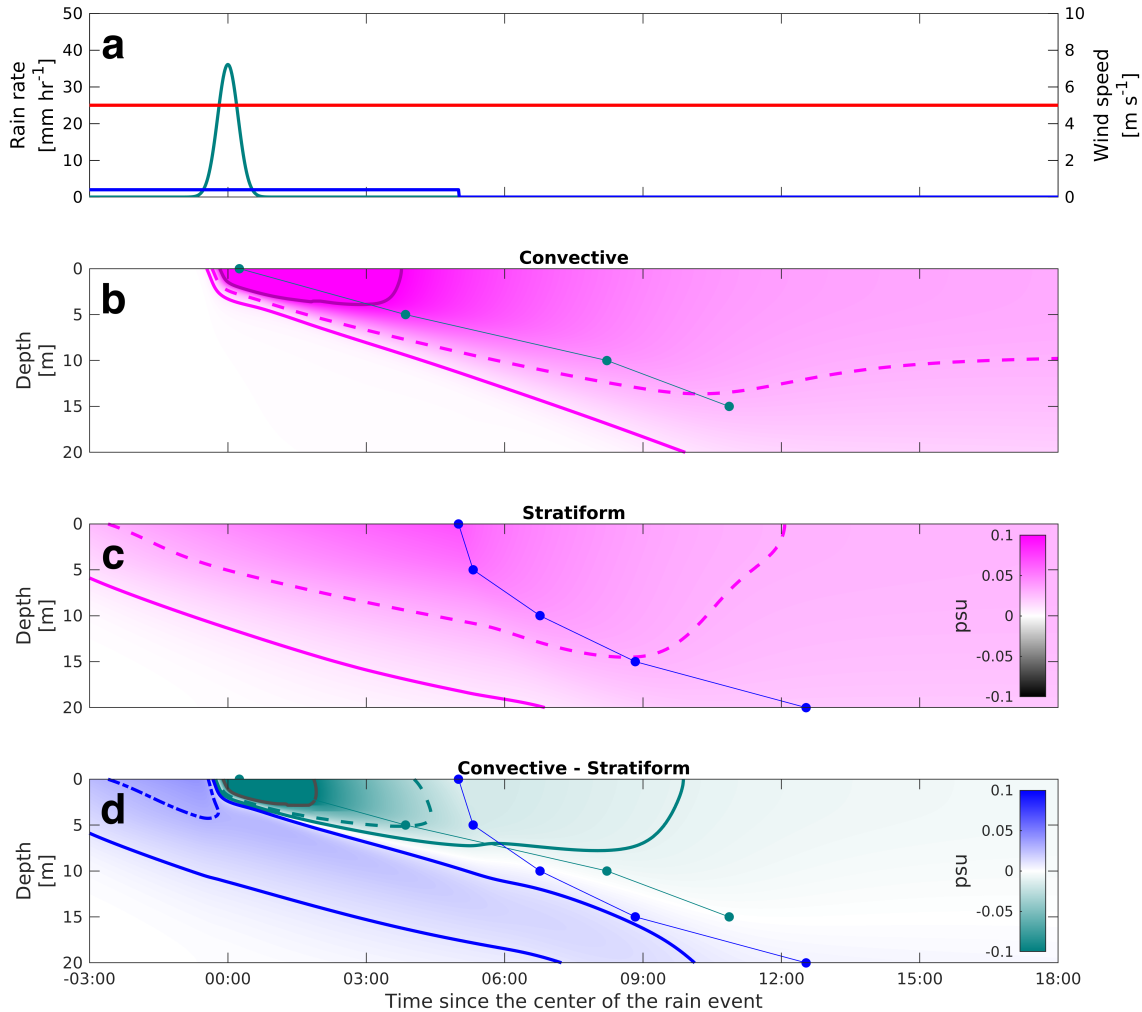 a
50
40
30
20
10
0
Rain rate
[mm hr-1]
10
8
6
4
2
0
Wind speed
[m s-1]
Convective
b
0
5
10
15
20
Depth
[m]
Stratiform
c
0
5
10
15
20
Depth
[m]
psu
0.1
0.05
0
-0.05
-0.1
Convective - Stratiform
d
0
5
10
15
20
Depth
[m]
psu
0.1
0.05
0
-0.05
-0.1
-03:00 00:00 03:00 06:00 09:00 12:00 15:00 18:00
Time since the center of the rain event